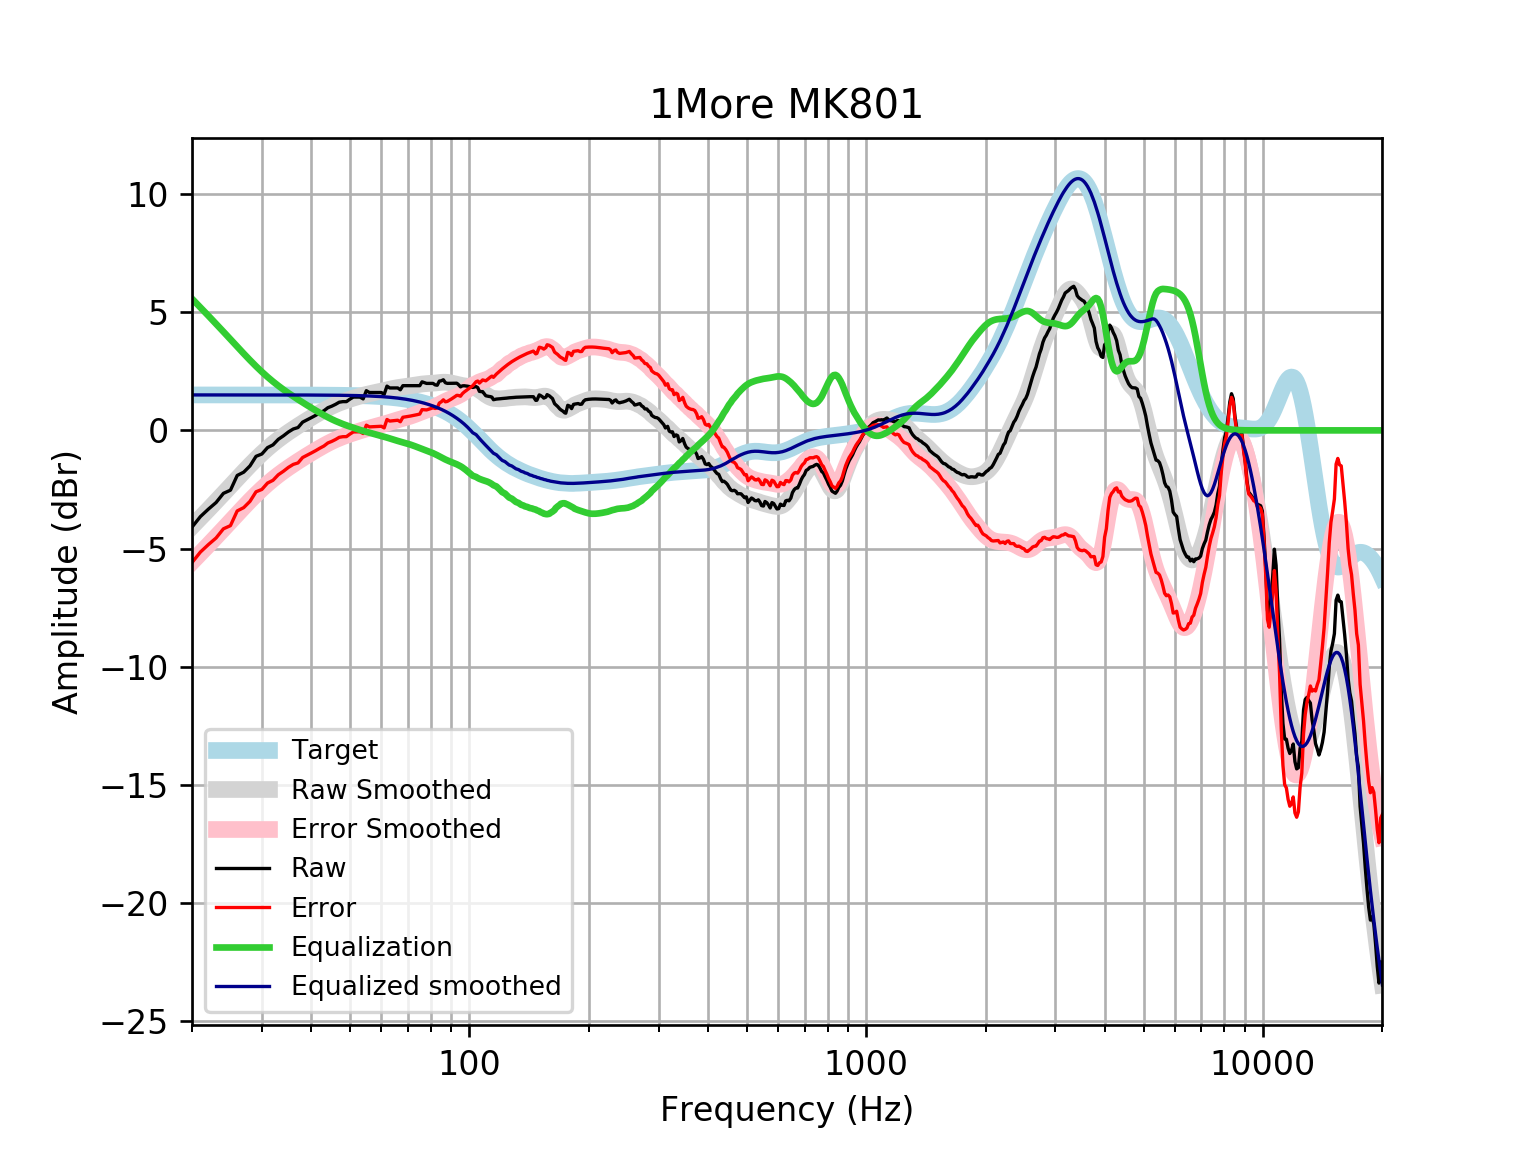 1More MK801
10
5
0
−5
−10
−15
−20
−25
Amplitude (dBr)
Target
Raw Smoothed
Error Smoothed
Raw
Error
Equalization
Equalized smoothed
100 1000 10000
Frequency (Hz)